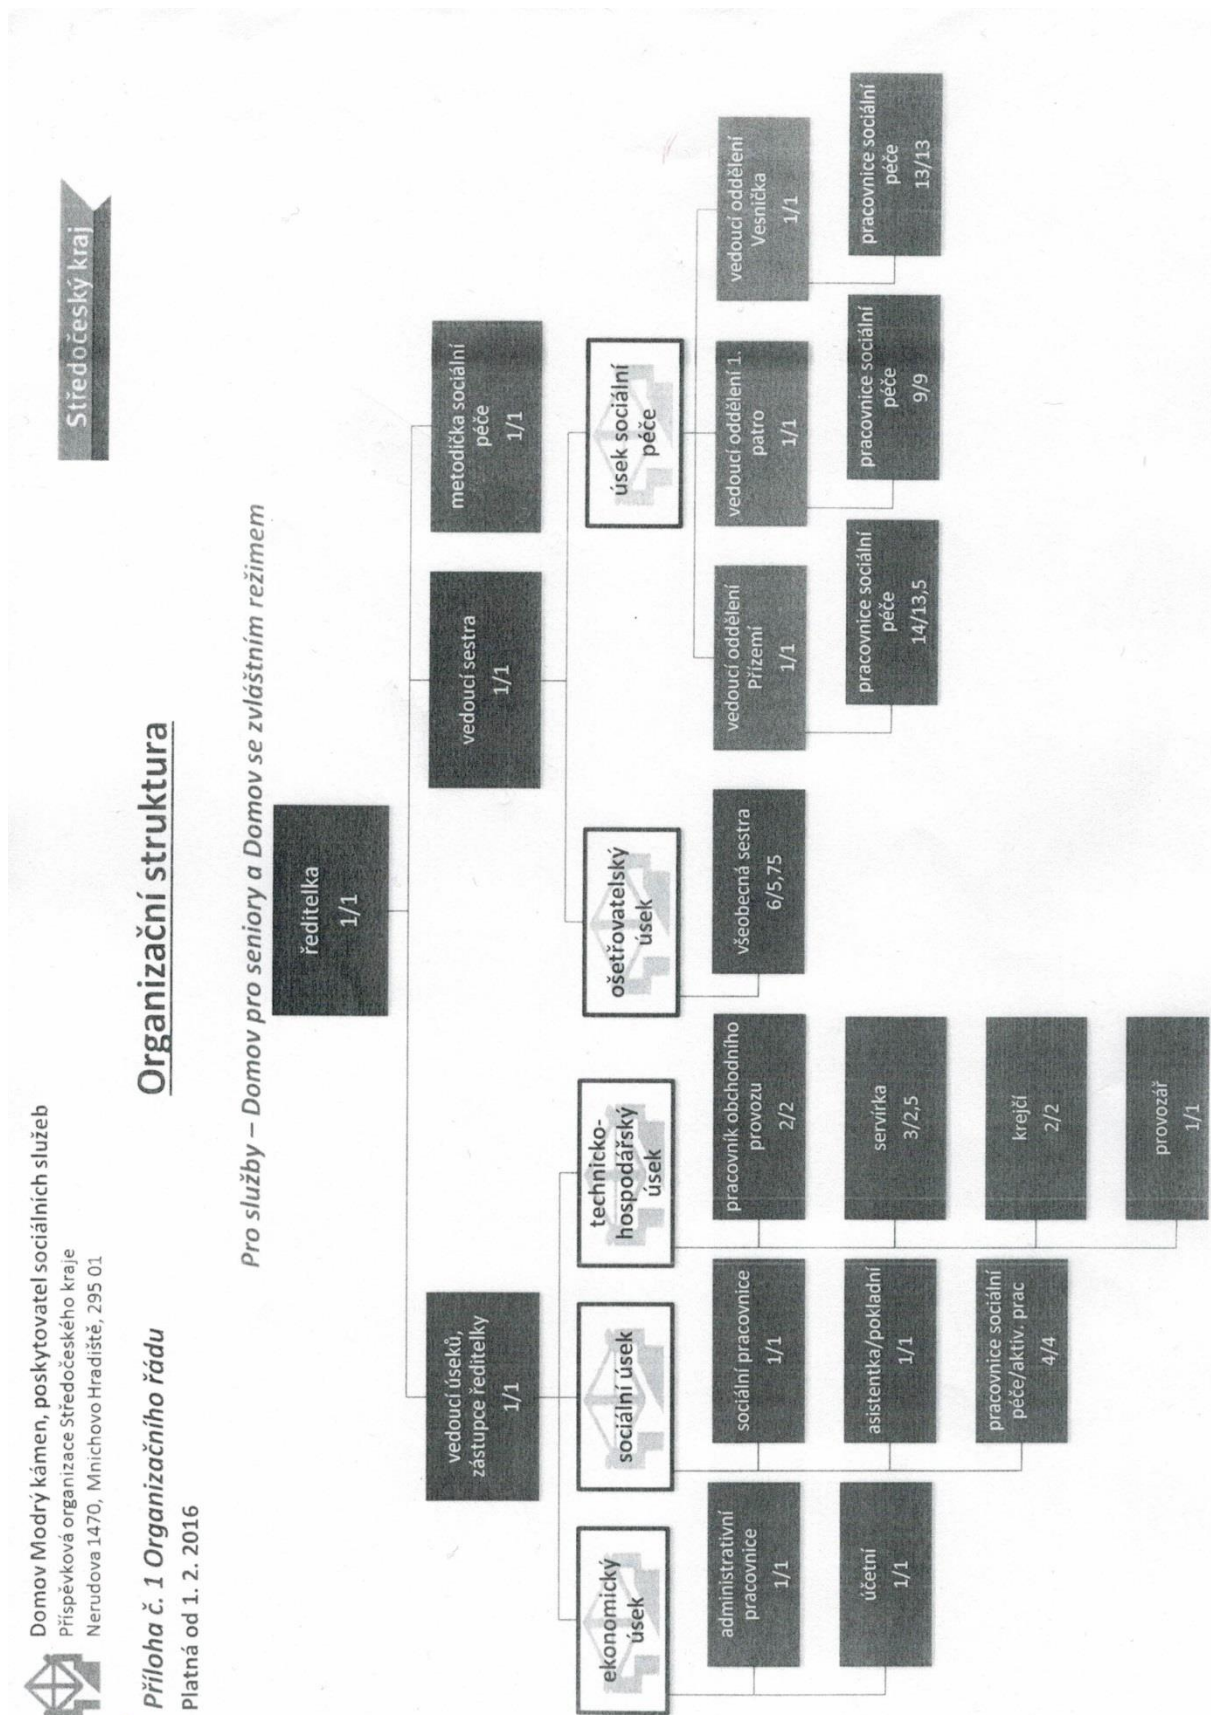 Domov Modrý kámen, poskytovatel sociálních služeb
Příspěvková organizace Středočeského kraje
Nerudova 1470, Mnichovo Hradiště, 295 01
Středočeský kraj
Příloha č. 1 Organizačního řádu
Platná od 1. 2. 2016
Organizační struktura
Pro služby – Domov pro seniory a Domov se zvláštním režimem
ředitelka
1/1
vedoucí úseků,
zástupce ředitelky
1/1
vedoucí sestra
1/1
metodička sociální
péče
1/1
ekonomický
úsek
sociální úsek
technicko-
hospodářský
úsek
ošetřovatelský
úsek
úsek sociální
péče
administrativní
pracovnice
1/1
účetní
1/1
sociální pracovnice
1/1
asistentka/pokladní
1/1
pracovnice sociální
péče/aktiv. prac
4/4
pracovník obchodního
provozu
2/2
servírka
3/2,5
krejčí
2/2
provozář
1/1
všeobecná sestra
6/5,75
vedoucí oddělení
Přízemí
1/1
pracovnice sociální
péče
14/13,5
vedoucí oddělení 1.
patro
1/1
pracovnice sociální
péče
9/9
vedoucí oddělení
Vesnička
1/1
pracovnice sociální
péče
13/13